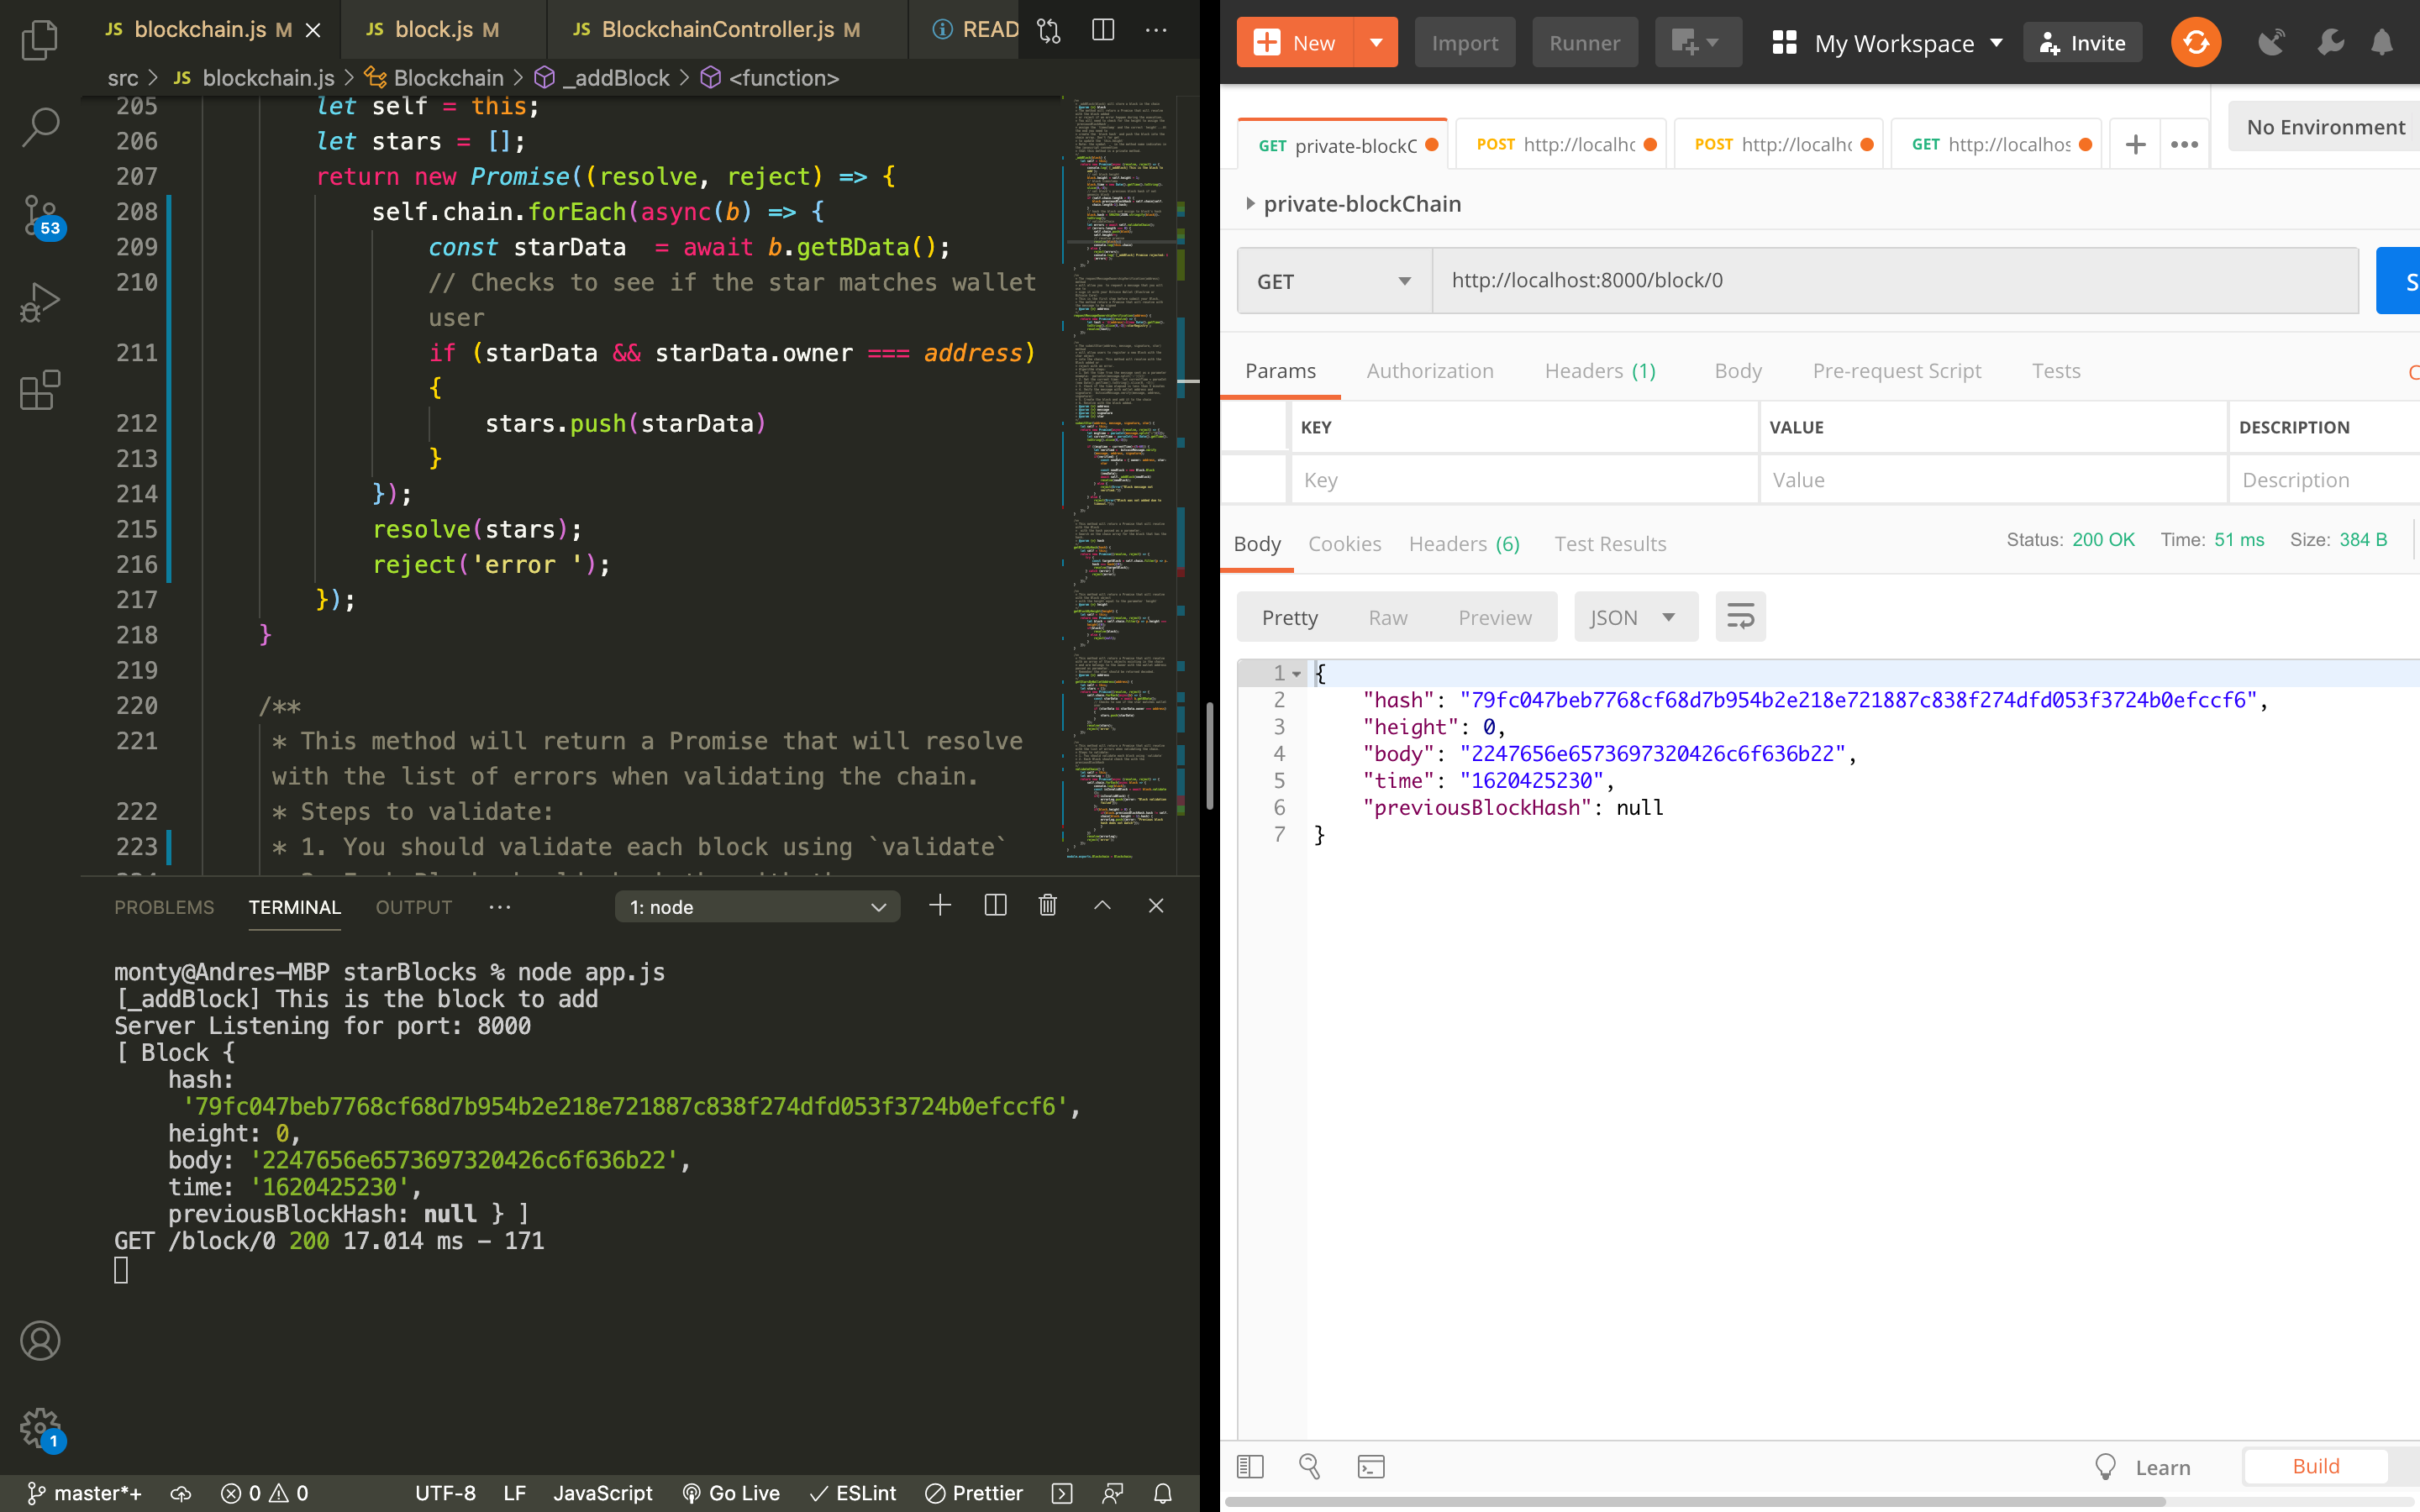 JS blockchain.js M
JS block.js M
JS BlockchainController.js M
READ
src > JS blockchain.js > Blockchain > _addBlock > <function>
205 let self = this;
206 let stars = [];
207 return new Promise((resolve, reject) => {
208 self.chain.forEach(async(b) => {
209 const starData  = await b.getBData();
210 // Checks to see if the star matches wallet
user
211 if (starData && starData.owner === address)
{
212 stars.push(starData)
213 }
214 });
215 resolve(stars);
216 reject('error ');
217 });
218 }
219
220 /**
221 * This method will return a Promise that will resolve
with the list of errors when validating the chain.
222 * Steps to validate:
223 * 1. You should validate each block using `validate`
53
1
PROBLEMS TERMINAL OUTPUT ··· 1: node
monty@Andres-MBP starBlocks % node app.js
[_addBlock] This is the block to add
Server Listening for port: 8000
[ Block {
hash:
'79fc047beb7768cf68d7b954b2e218e721887c838f274dfd053f3724b0efccf6',
height: 0,
body: '2247656e6573697320426c6f636b22',
time: '1620425230',
previousBlockHash: null } ]
GET /block/0 200 17.014 ms - 171
master*+ 0 0 UTF-8 LF JavaScript Go Live ESLint Prettier
New Import Runner My Workspace Invite
GET private-blockC
POST http://localhc
POST http://localh
GET http://localhos
No Environment
private-blockChain
GET http://localhost:8000/block/0 S
Params Authorization Headers (1) Body Pre-request Script Tests C
KEY VALUE DESCRIPTION
Key Value Description
Body Cookies Headers (6) Test Results Status: 200 OK Time: 51 ms Size: 384 B
Pretty Raw Preview JSON
1 {
2 "hash": "79fc047beb7768cf68d7b954b2e218e721887c838f274dfd053f3724b0efccf6",
3 "height": 0,
4 "body": "2247656e6573697320426c6f636b22",
5 "time": "1620425230",
6 "previousBlockHash": null
7 }
Learn Build